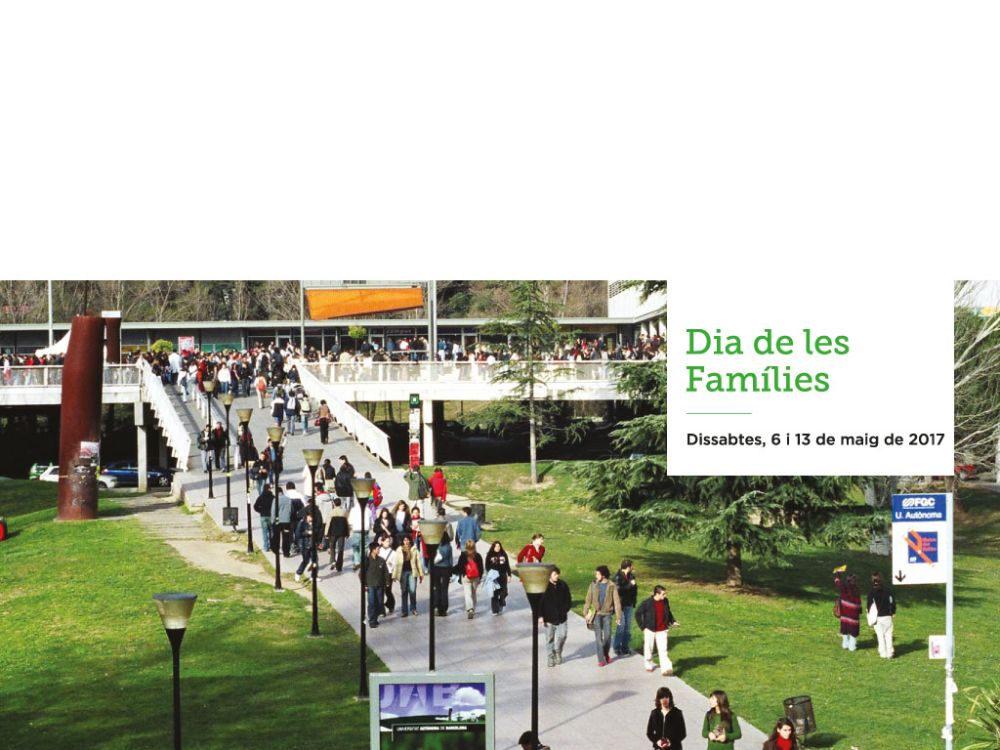 Dia de les
Famílies
Dissabtes, 6 i 13 de maig de 2017
FGC
U. Autònoma
UNIVERSITAT AUTÒNOMA DE BARCELONA